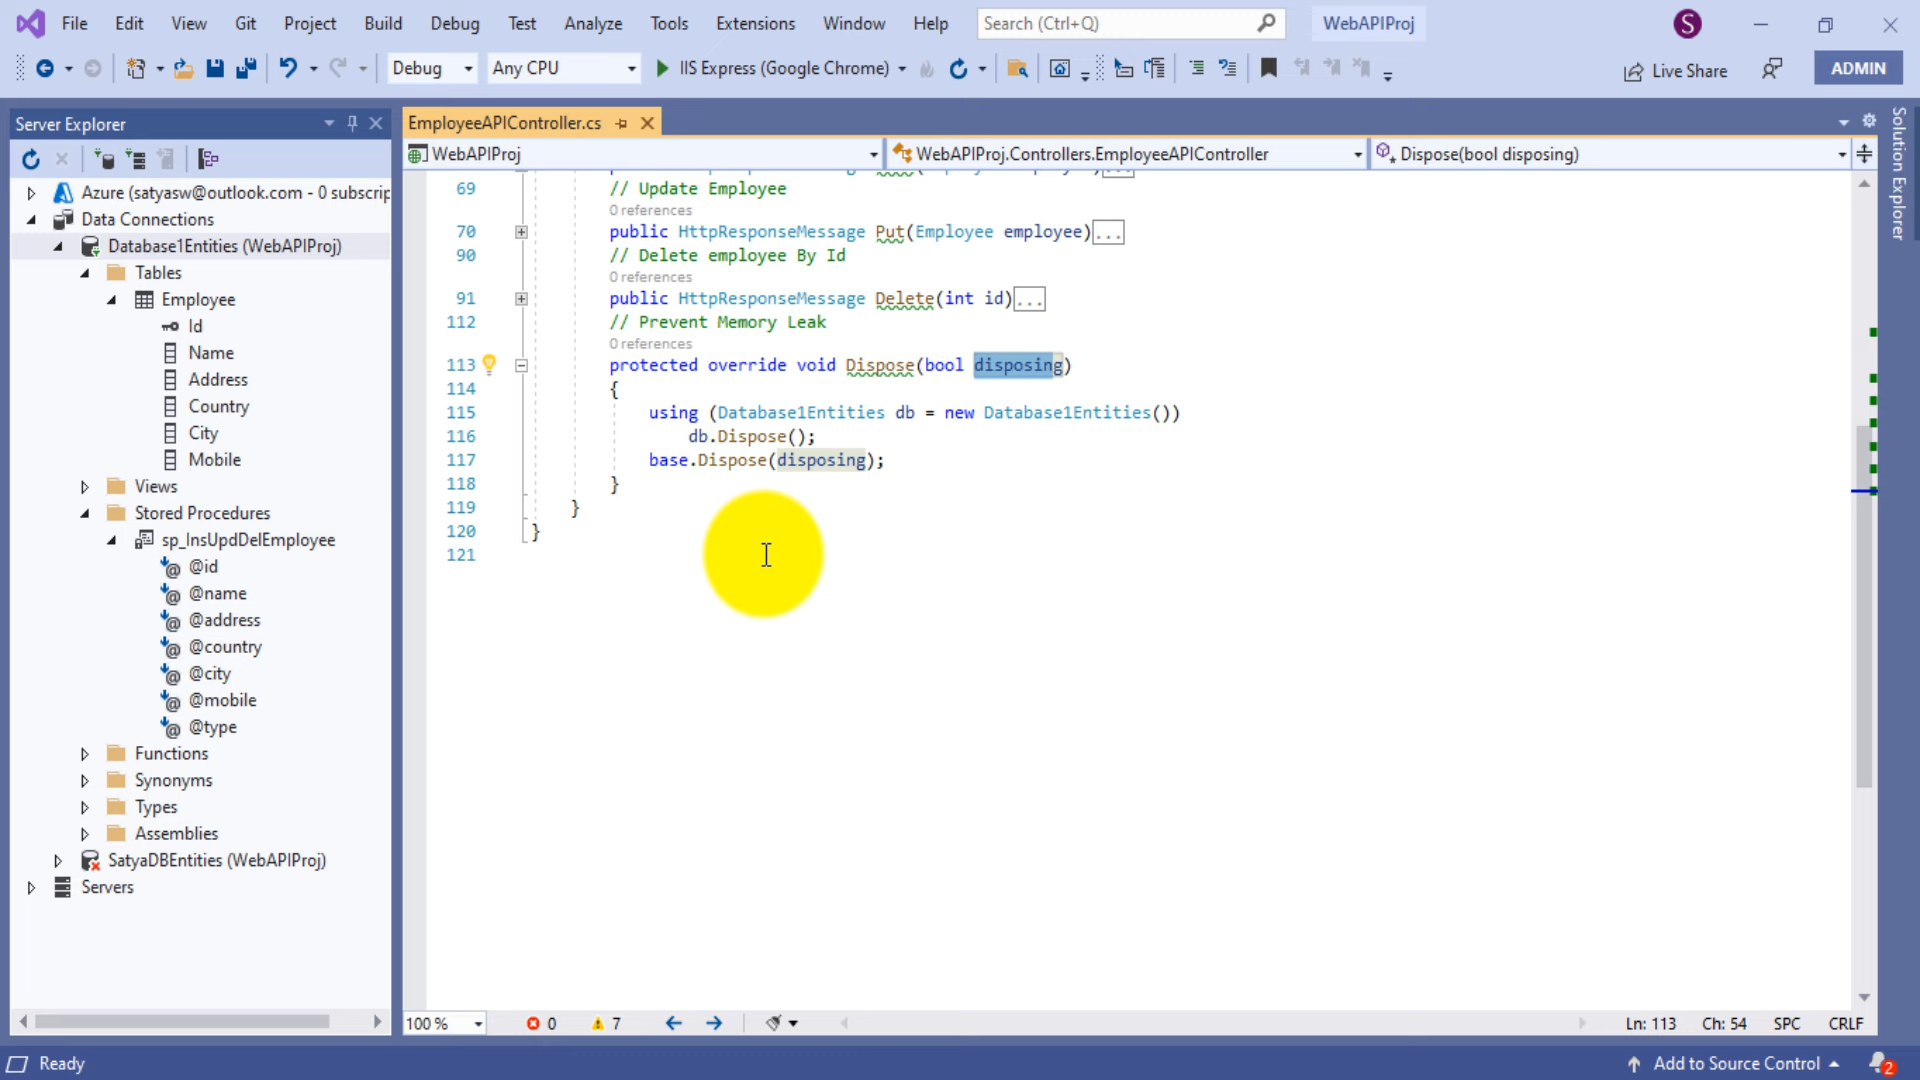 File Edit View Git Project Build Debug Test Analyze Tools Extensions Window Help Search (Ctrl+Q) WebAPIProj S
Debug Any CPU IIS Express (Google Chrome) Live Share ADMIN
Server Explorer
Azure (satyasw@outlook.com - 0 subscrip
Data Connections
Database1Entities (WebAPIProj)
Tables
Employee
Id
Name
Address
Country
City
Mobile
Views
Stored Procedures
sp_InsUpdDelEmployee
@id
@name
@address
@country
@city
@mobile
@type
Functions
Synonyms
Types
Assemblies
SatyaDBEntities (WebAPIProj)
Servers
EmployeeAPIController.cs
WebAPIProj WebAPIProj.Controllers.EmployeeAPIController Dispose(bool disposing)
69 // Update Employee
0 references
70 public HttpResponseMessage Put(Employee employee)...
90 // Delete employee By Id
0 references
91 public HttpResponseMessage Delete(int id)...
112 // Prevent Memory Leak
0 references
113 protected override void Dispose(bool disposing)
114 {
115 using (Database1Entities db = new Database1Entities())
116 db.Dispose();
117 base.Dispose(disposing);
118 }
119 }
120 }
121
100 % 0 7 Ln: 113 Ch: 54 SPC CRLF
Solution Explorer
Ready Add to Source Control 2